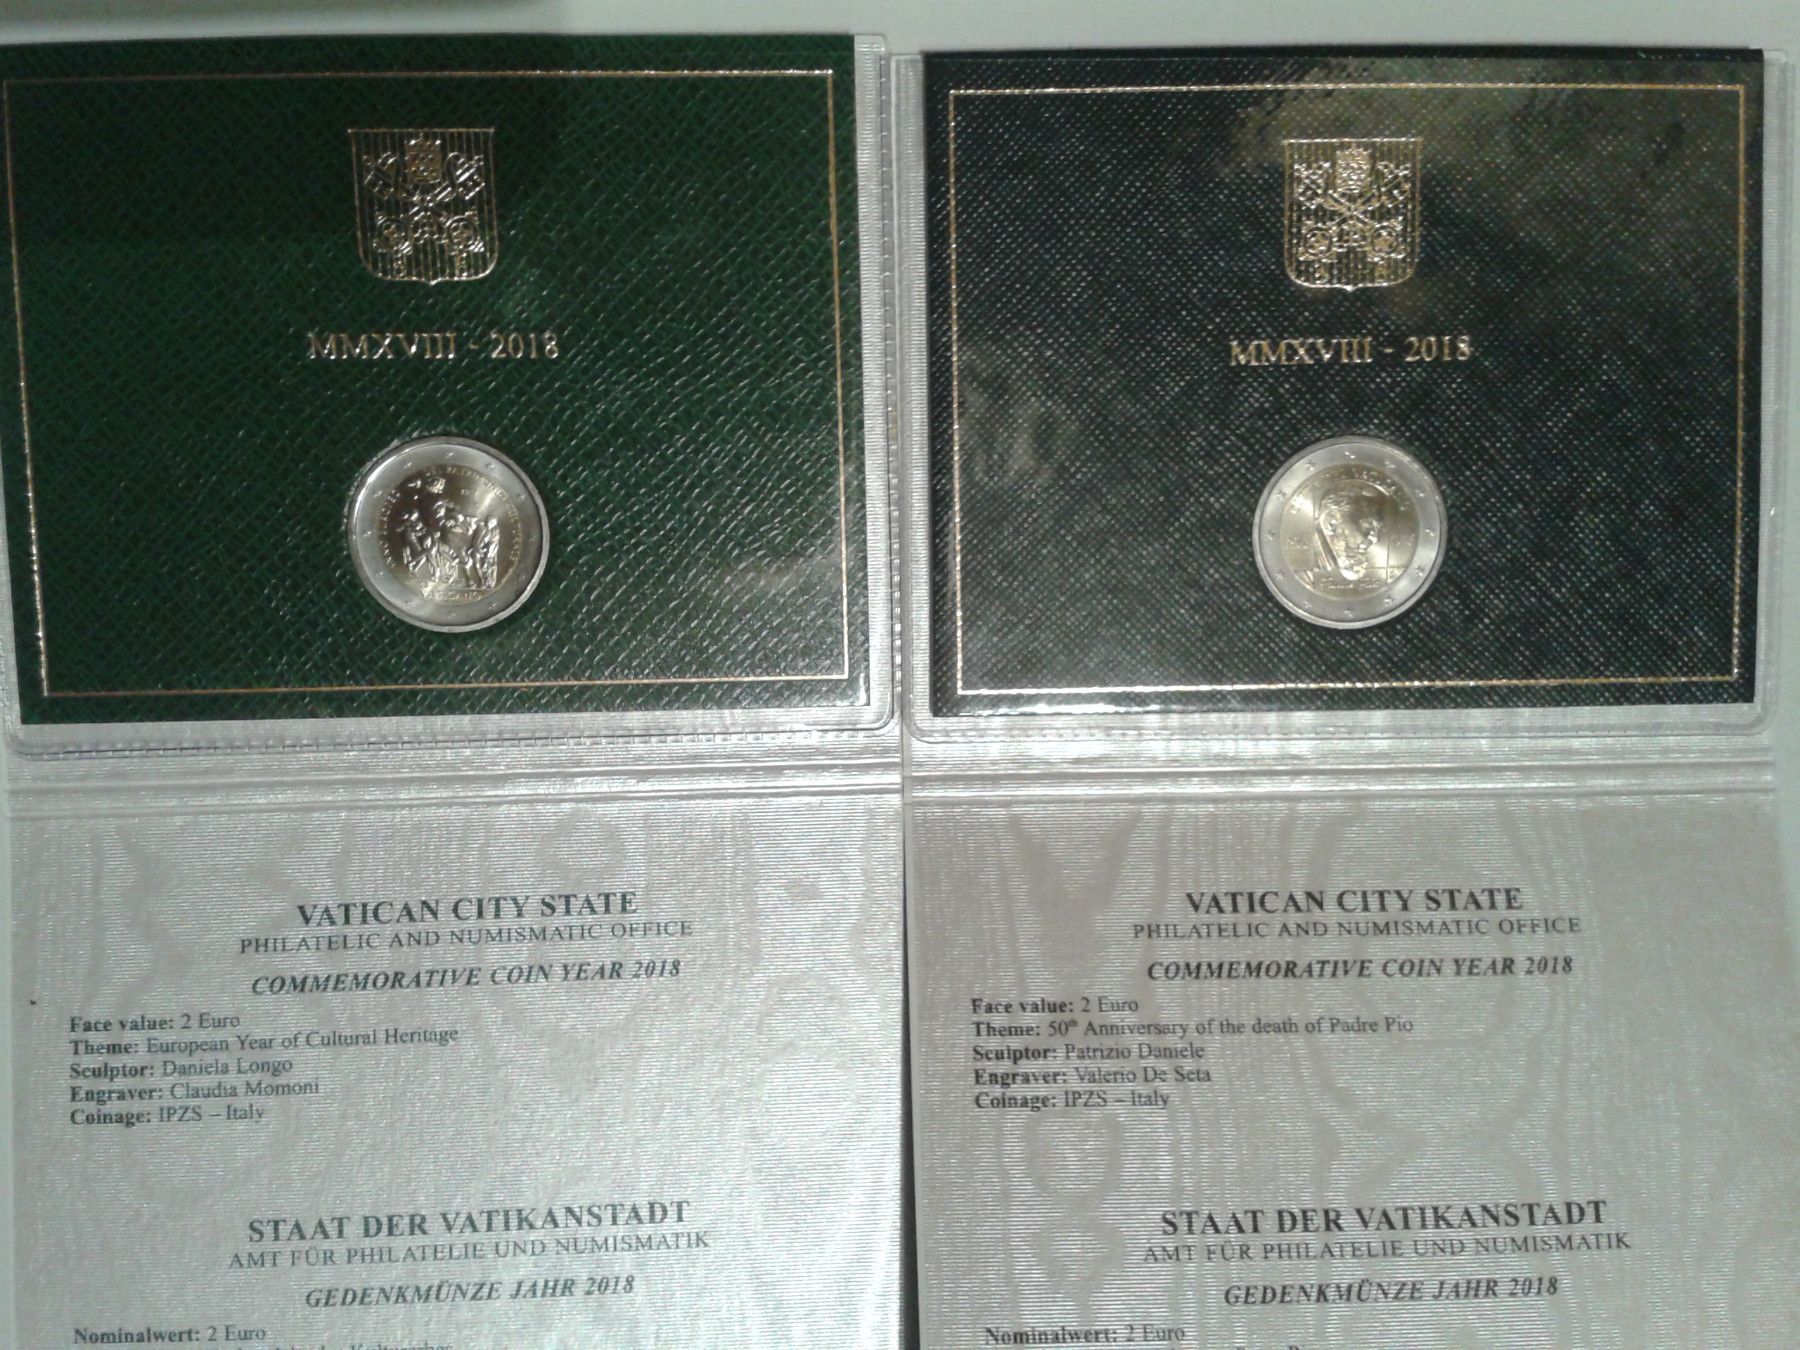 MMXVIII - 2018
VATICANO
VATICAN CITY STATE
PHILATELIC AND NUMISMATIC OFFICE
COMMEMORATIVE COIN YEAR 2018
Face value: 2 Euro
Theme: European Year of Cultural Heritage
Sculptor: Daniela Longo
Engraver: Claudia Momoni
Coinage: IPZS – Italy
STAAT DER VATIKANSTADT
AMT FÜR PHILATELIE UND NUMISMATIK
GEDENKMÜNZE JAHR 2018
Nominalwert: 2 Euro
MMXVIII - 2018
VATICAN CITY STATE
PHILATELIC AND NUMISMATIC OFFICE
COMMEMORATIVE COIN YEAR 2018
Face value: 2 Euro
Theme: 50th Anniversary of the death of Padre Pio
Sculptor: Patrizio Daniele
Engraver: Valerio De Seta
Coinage: IPZS – Italy
STAAT DER VATIKANSTADT
AMT FÜR PHILATELIE UND NUMISMATIK
GEDENKMÜNZE JAHR 2018
Nominalwert: 2 Euro